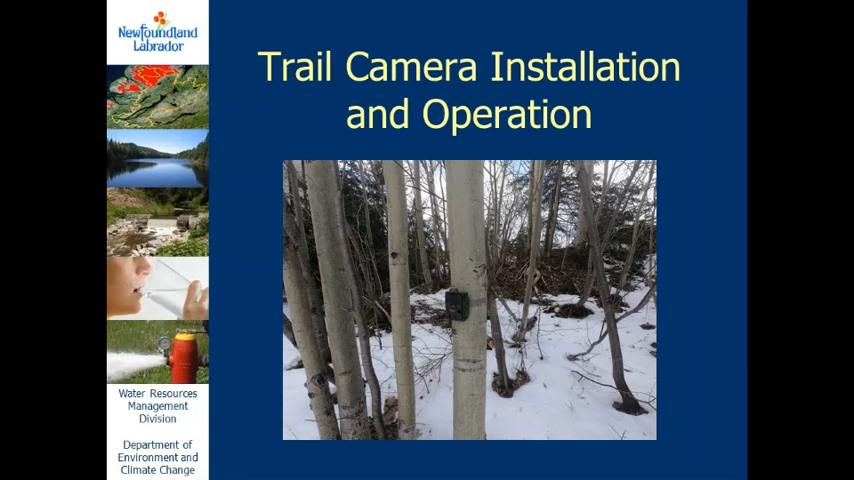 Newfoundland
Labrador
Trail Camera Installation
and Operation
Water Resources
Management
Division
Department of
Environment and
Climate Change